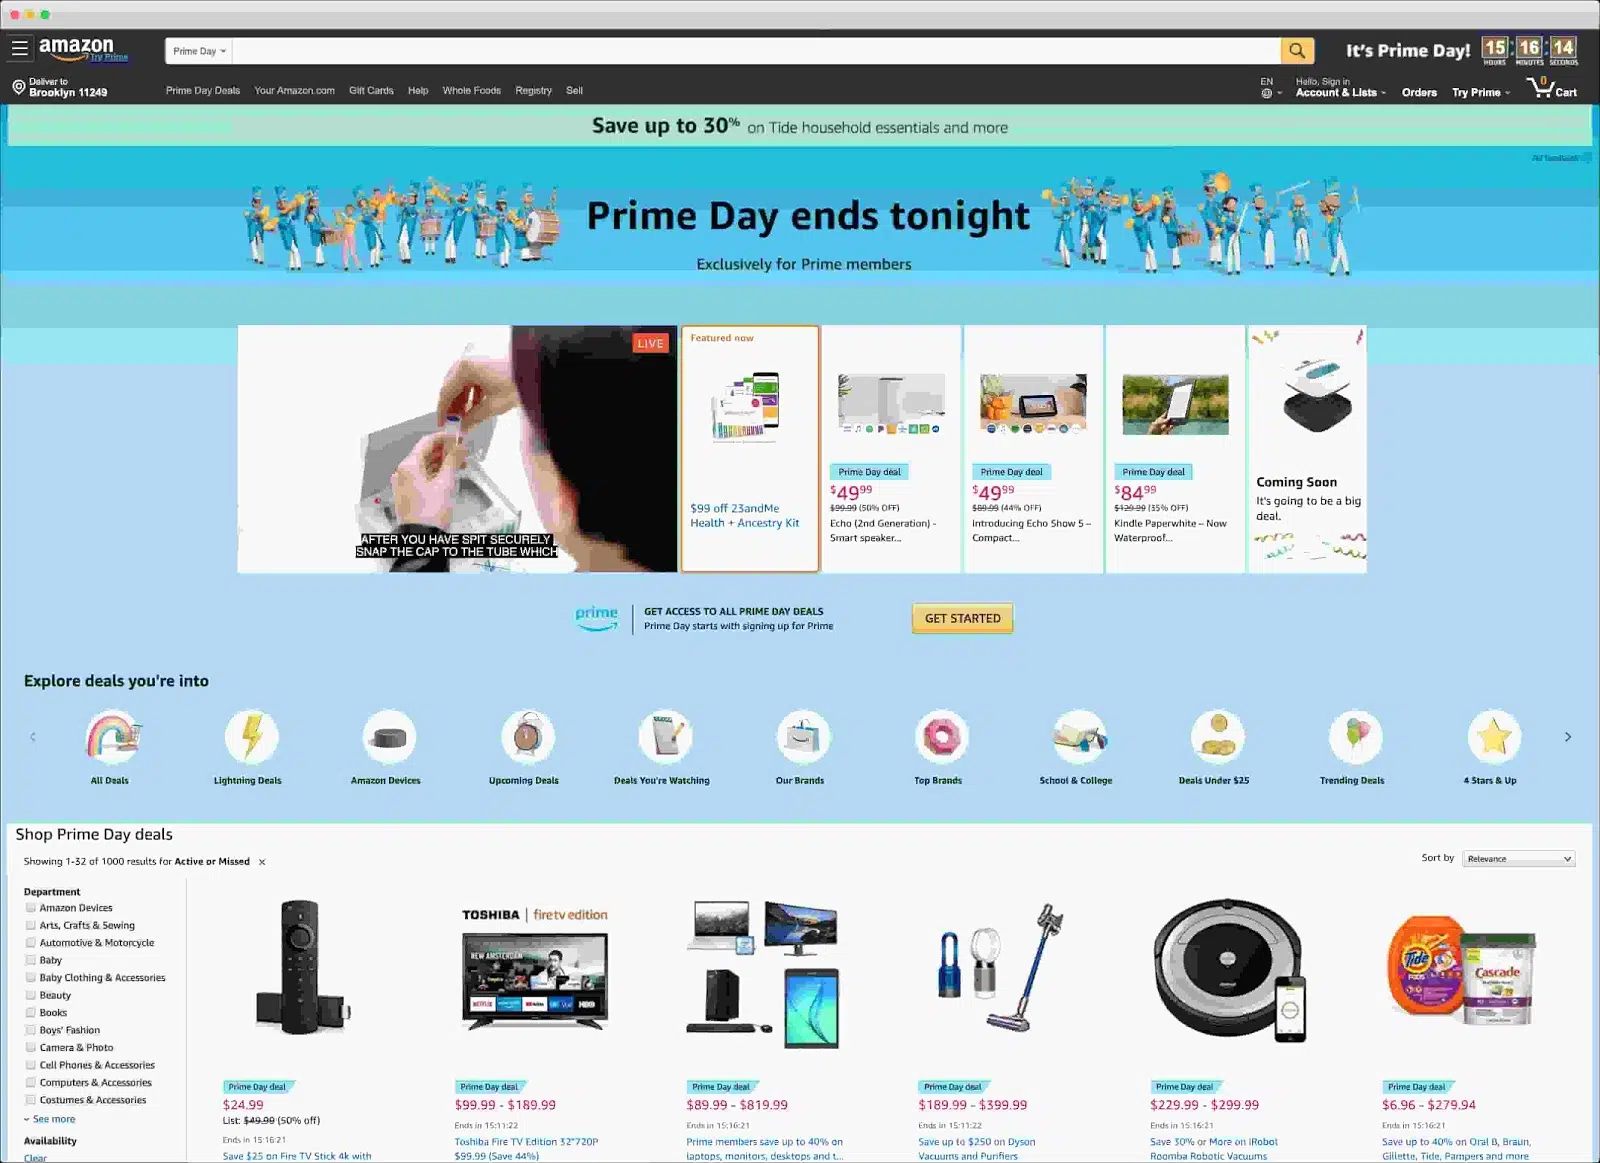 amazon
Try Prime
Prime Day
It's Prime Day!
15 : 16 : 14
HOURS MINUTES SECONDS
Deliver to
Brooklyn 11249
Prime Day Deals Your Amazon.com Gift Cards Help Whole Foods Registry Sell
EN
Hello, Sign in
Account & Lists
Orders
Try Prime
0
Cart
Save up to 30% on Tide household essentials and more
Ad feedback
Prime Day ends tonight
Exclusively for Prime members
LIVE
AFTER YOU HAVE SPIT SECURELY
SNAP THE CAP TO THE TUBE WHICH
Featured now
$99 off 23andMe
Health + Ancestry Kit
Prime Day deal
$49.99
$99.99 (50% OFF)
Echo (2nd Generation) -
Smart speaker...
Prime Day deal
$49.99
$89.99 (44% OFF)
Introducing Echo Show 5 –
Compact...
Prime Day deal
$84.99
$129.99 (35% OFF)
Kindle Paperwhite – Now
Waterproof...
Coming Soon
It's going to be a big
deal.
prime
GET ACCESS TO ALL PRIME DAY DEALS
Prime Day starts with signing up for Prime
GET STARTED
Explore deals you're into
All Deals
Lightning Deals
Amazon Devices
Upcoming Deals
Deals You're Watching
Our Brands
Top Brands
School & College
Deals Under $25
Trending Deals
4 Stars & Up
Shop Prime Day deals
Showing 1-32 of 1000 results for Active or Missed ×
Sort by
Relevance
Department
Amazon Devices
Arts, Crafts & Sewing
Automotive & Motorcycle
Baby
Baby Clothing & Accessories
Beauty
Books
Boys' Fashion
Camera & Photo
Cell Phones & Accessories
Computers & Accessories
Costumes & Accessories
See more
Availability
Clear
Prime Day deal
$24.99
List: $49.99 (50% off)
Ends in 15:16:21
Save $25 on Fire TV Stick 4k with
TOSHIBA | fire tv edition
NEW AMSTERDAM
NETFLIX
HBO
Prime Day deal
$99.99 - $189.99
Ends in 15:11:22
Toshiba Fire TV Edition 32"720P
$99.99 (Save 44%)
Prime Day deal
$89.99 - $819.99
Ends in 15:16:21
Prime members save up to 40% on
laptops, monitors, desktops and t...
Prime Day deal
$189.99 - $399.99
Ends in 15:11:22
Save up to $250 on Dyson
Vacuums and Purifiers
Prime Day deal
$229.99 - $299.99
Ends in 15:16:21
Save 30% or More on iRobot
Roomba Robotic Vacuums
Tide
PODS
Cascade
Prime Day deal
$6.96 - $279.94
Ends in 15:16:21
Save up to 40% on Oral B, Braun,
Gillette, Tide, Pampers and more